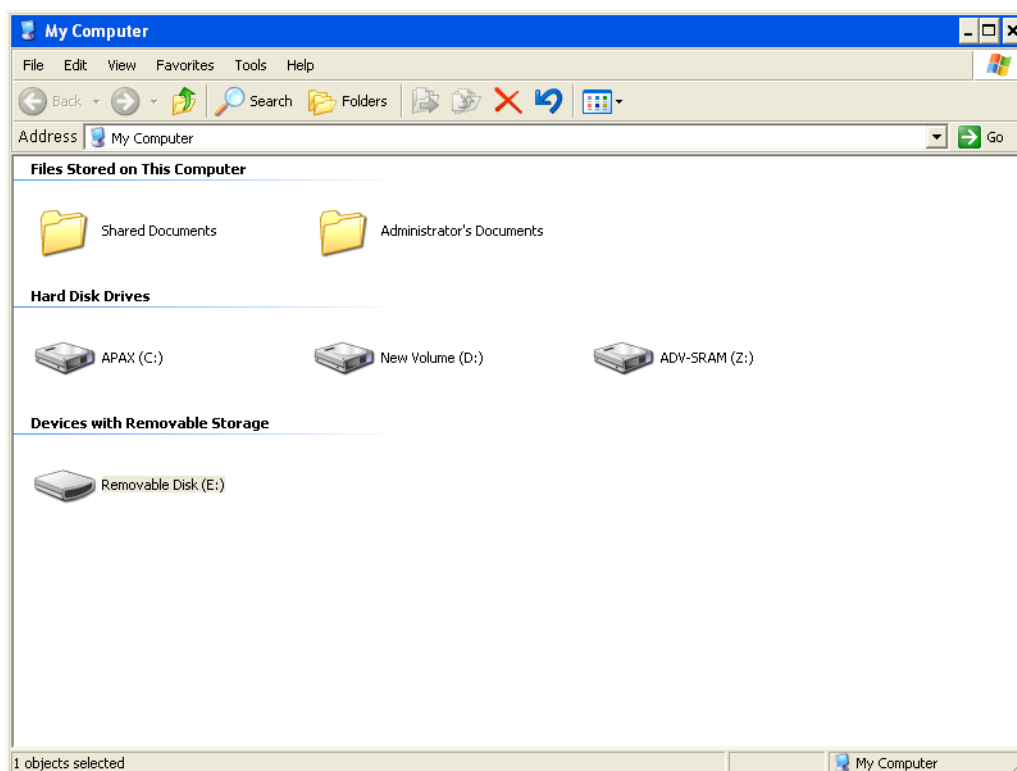 My Computer
File Edit View Favorites Tools Help
Back Search Folders
Address My Computer Go
Files Stored on This Computer
Shared Documents Administrator's Documents
Hard Disk Drives
APAX (C:) New Volume (D:) ADV-SRAM (Z:)
Devices with Removable Storage
Removable Disk (E:)
1 objects selected My Computer